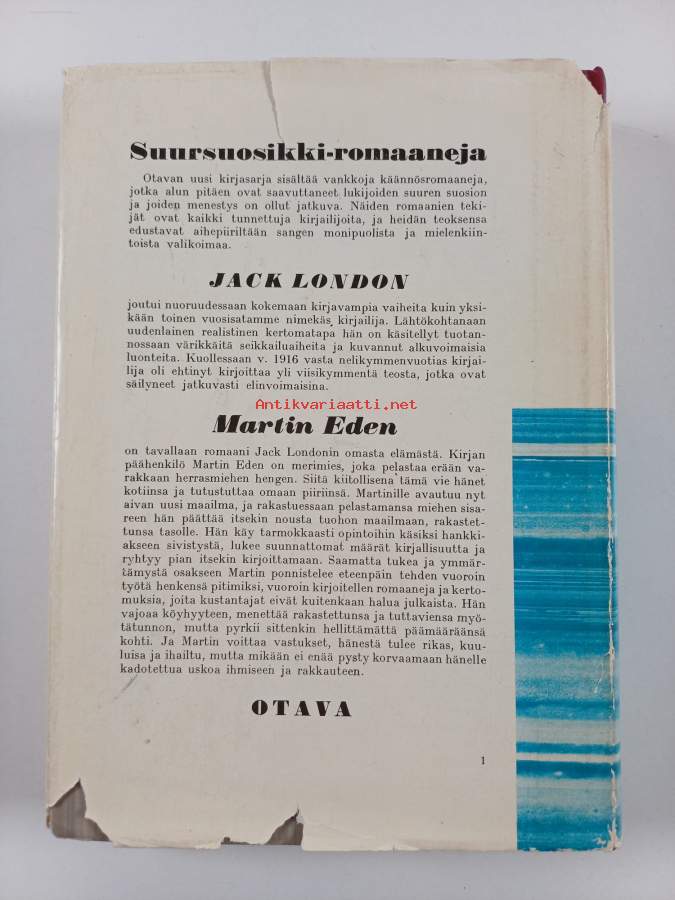 Suursuosikki-romaaneja
Otavan uusi kirjasarja sisältää vankkoja käännösromaaneja,
jotka alun pitäen ovat saavuttaneet lukijoiden suuren suosion
ja joiden menestys on ollut jatkuva. Näiden romaanien teki-
jät ovat kaikki tunnettuja kirjailijoita, ja heidän teoksensa
edustavat aihepiiriltään sangen monipuolista ja mielenkiin-
toista valikoimaa.
JACK LONDON
joutui nuoruudessaan kokemaan kirjavampia vaiheita kuin yksi-
kään toinen vuosisatamme nimekäs kirjailija. Lähtökohtanaan
uudenlainen realistinen kertomatapa hän on käsitellyt tuotan-
nossaan värikkäitä seikkailuaiheita ja kuvannut alkuvoimaisia
luonteita. Kuollessaan v. 1916 vasta nelikymmenvuotias kirjai-
lija oli ehtinyt kirjoittaa yli viisikymmentä teosta, jotka ovat
säilyneet jatkuvasti elinvoimaisina.
Antikvariaatti.net
Martin Eden
on tavallaan romaani Jack Londonin omasta elämästä. Kirjan
päähenkilö Martin Eden on merimies, joka pelastaa erään va-
rakkaan herrasmiehen hengen. Siitä kiitollisena tämä vie hänet
kotiinsa ja tutustuttaa omaan piiriinsä. Martinille avautuu nyt
aivan uusi maailma, ja rakastuessaan pelastamansa miehen sisa-
reen hän päättää itsekin nousta tuohon maailmaan, rakastet-
tunsa tasolle. Hän käy tarmokkaasti opintoihin käsiksi hankki-
akseen sivistystä, lukee suunnattomat määrät kirjallisuutta ja
ryhtyy pian itsekin kirjoittamaan. Saamatta tukea ja ymmär-
tämystä osakseen Martin ponnistelee eteenpäin tehden vuoroin
työtä henkensä pitimiksi, vuoroin kirjoitellen romaaneja ja kerto-
muksia, joita kustantajat eivät kuitenkaan halua julkaista. Hän
vajoaa köyhyyteen, menettää rakastettunsa ja tuttaviensa myö-
tätunnon, mutta pyrkii sittenkin hellittämättä päämääräänsä
kohti. Ja Martin voittaa vastukset, hänestä tulee rikas, kuu-
luisa ja ihailtu, mutta mikään ei enää pysty korvaamaan hänelle
kadotettua uskoa ihmiseen ja rakkauteen.
OTAVA
1